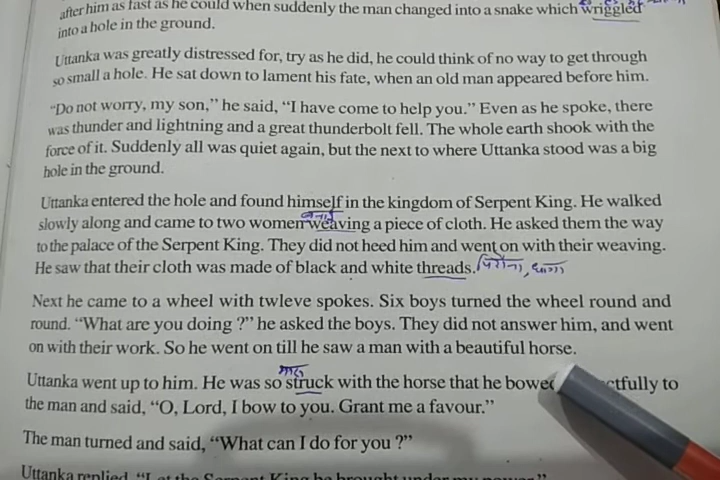 after him as fast as he could when suddenly the man changed into a snake which wriggled
into a hole in the ground.
Uttanka was greatly distressed for, try as he did, he could think of no way to get through
so small a hole. He sat down to lament his fate, when an old man appeared before him.
“Do not worry, my son,” he said, “I have come to help you.” Even as he spoke, there
was thunder and lightning and a great thunderbolt fell. The whole earth shook with the
force of it. Suddenly all was quiet again, but the next to where Uttanka stood was a big
hole in the ground.
Uttanka entered the hole and found himself in the kingdom of Serpent King. He walked
बनाई
slowly along and came to two women weaving a piece of cloth. He asked them the way
to the palace of the Serpent King. They did not heed him and went on with their weaving.
He saw that their cloth was made of black and white threads. पिरोना, धागा
Next he came to a wheel with twleve spokes. Six boys turned the wheel round and
round. “What are you doing ?” he asked the boys. They did not answer him, and went
on with their work. So he went on till he saw a man with a beautiful horse.
Uttanka went up to him. He was so struck with the horse that he to
the man and said, “O, Lord, I bow to you. Grant me a favour.”
The man turned and said, “What can I do for you ?”
Uttanka replied, “Let the Serpent King be brought under my power.”